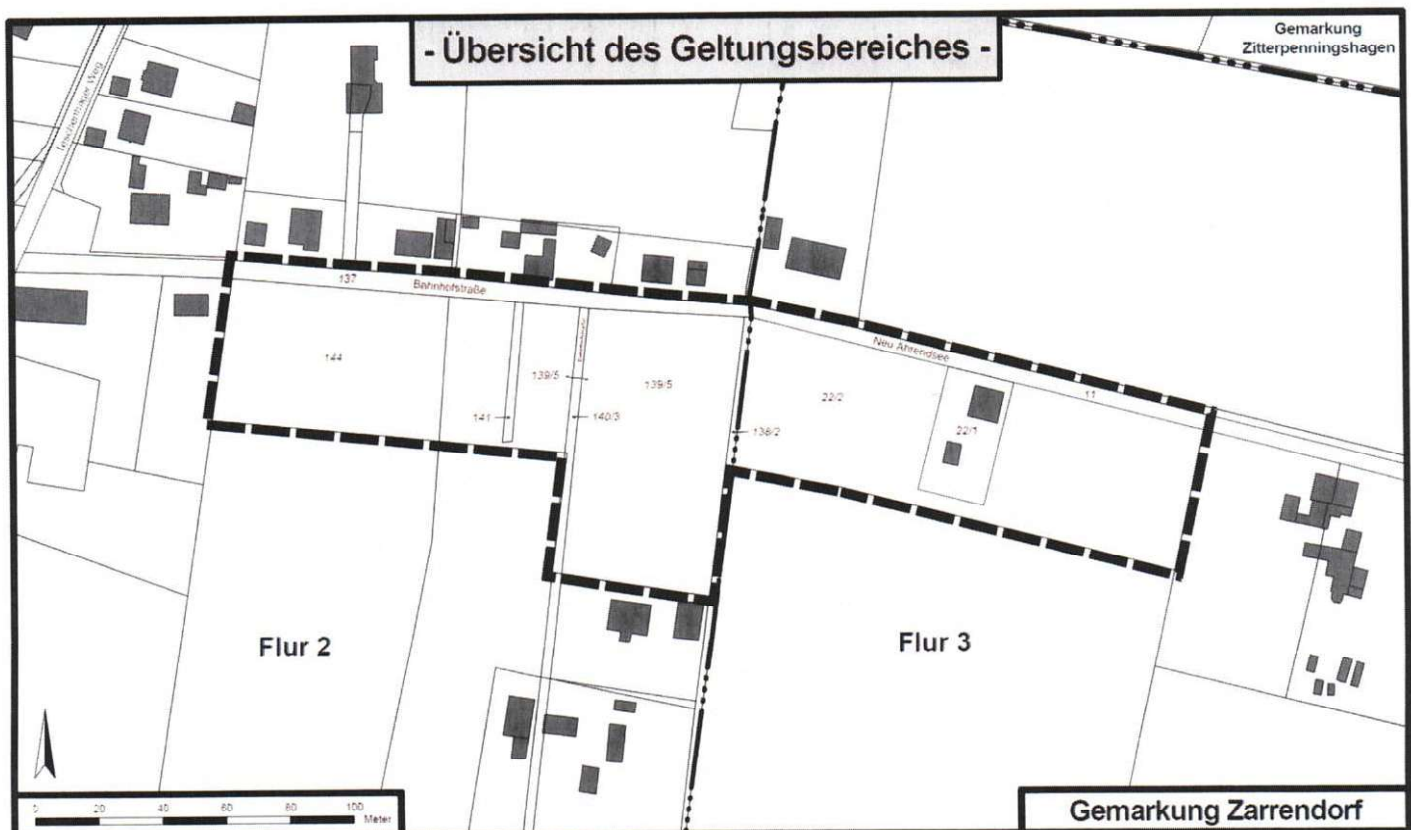 - Übersicht des Geltungsbereiches -
Gemarkung
Zitterpenningshagen
137
Bahnhofstraße
144
139/5
139/5
141
140/3
138/2
Neu Ahrendsee
22/2
22/1
11
Flur 2
Flur 3
0 20 40 60 80 100
Meter
Gemarkung Zarrendorf